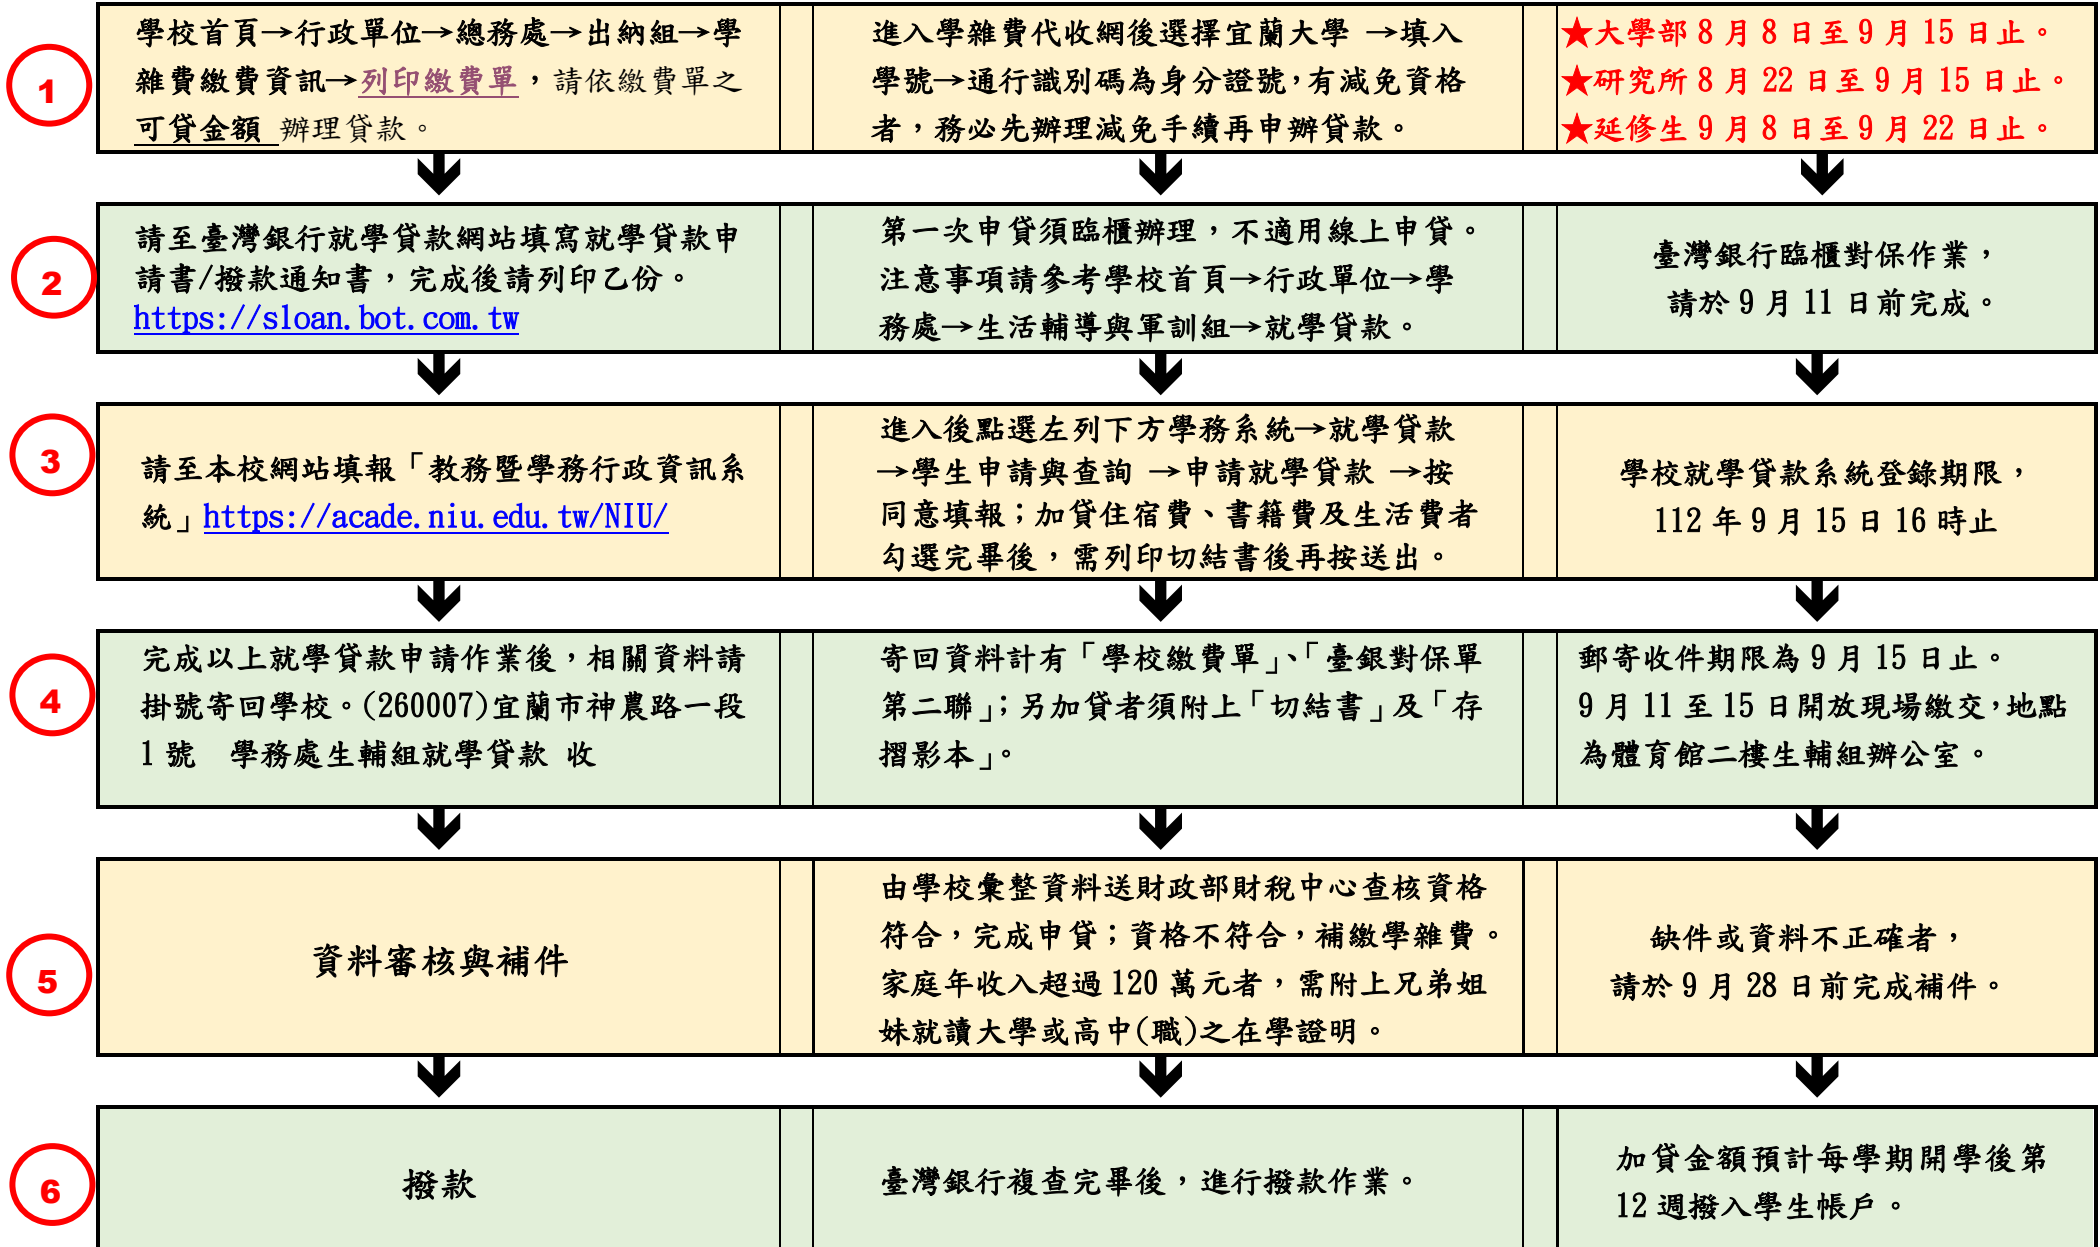 1
學校首頁→行政單位→總務處→出納組→學
雜費繳費資訊→列印繳費單，請依繳費單之
可貸金額 辦理貸款。
進入學雜費代收網後選擇宜蘭大學 →填入
學號→通行識別碼為身分證號，有減免資格
者，務必先辦理減免手續再申辦貸款。
★大學部 8 月 8 日至 9 月 15 日止。
★研究所 8 月 22 日至 9 月 15 日止。
★延修生 9 月 8 日至 9 月 22 日止。
2
請至臺灣銀行就學貸款網站填寫就學貸款申
請書/撥款通知書，完成後請列印乙份。
https://sloan.bot.com.tw
第一次申貸須臨櫃辦理，不適用線上申貸。
注意事項請參考學校首頁→行政單位→學
務處→生活輔導與軍訓組→就學貸款。
臺灣銀行臨櫃對保作業，
請於 9 月 11 日前完成。
3
請至本校網站填報「教務暨學務行政資訊系
統」https://acade.niu.edu.tw/NIU/
進入後點選左列下方學務系統→就學貸款
→學生申請與查詢 →申請就學貸款 →按
同意填報；加貸住宿費、書籍費及生活費者
勾選完畢後，需列印切結書後再按送出。
學校就學貸款系統登錄期限，
112 年 9 月 15 日 16 時止
4
完成以上就學貸款申請作業後，相關資料請
掛號寄回學校。(260007)宜蘭市神農路一段
1 號　學務處生輔組就學貸款 收
寄回資料計有「學校繳費單」、「臺銀對保單
第二聯」；另加貸者須附上「切結書」及「存
摺影本」。
郵寄收件期限為 9 月 15 日止。
9 月 11 至 15 日開放現場繳交，地點
為體育館二樓生輔組辦公室。
5
資料審核與補件
由學校彙整資料送財政部財稅中心查核資格
符合，完成申貸；資格不符合，補繳學雜費。
家庭年收入超過 120 萬元者，需附上兄弟姐
妹就讀大學或高中(職)之在學證明。
缺件或資料不正確者，
請於 9 月 28 日前完成補件。
6
撥款
臺灣銀行複查完畢後，進行撥款作業。
加貸金額預計每學期開學後第
12 週撥入學生帳戶。